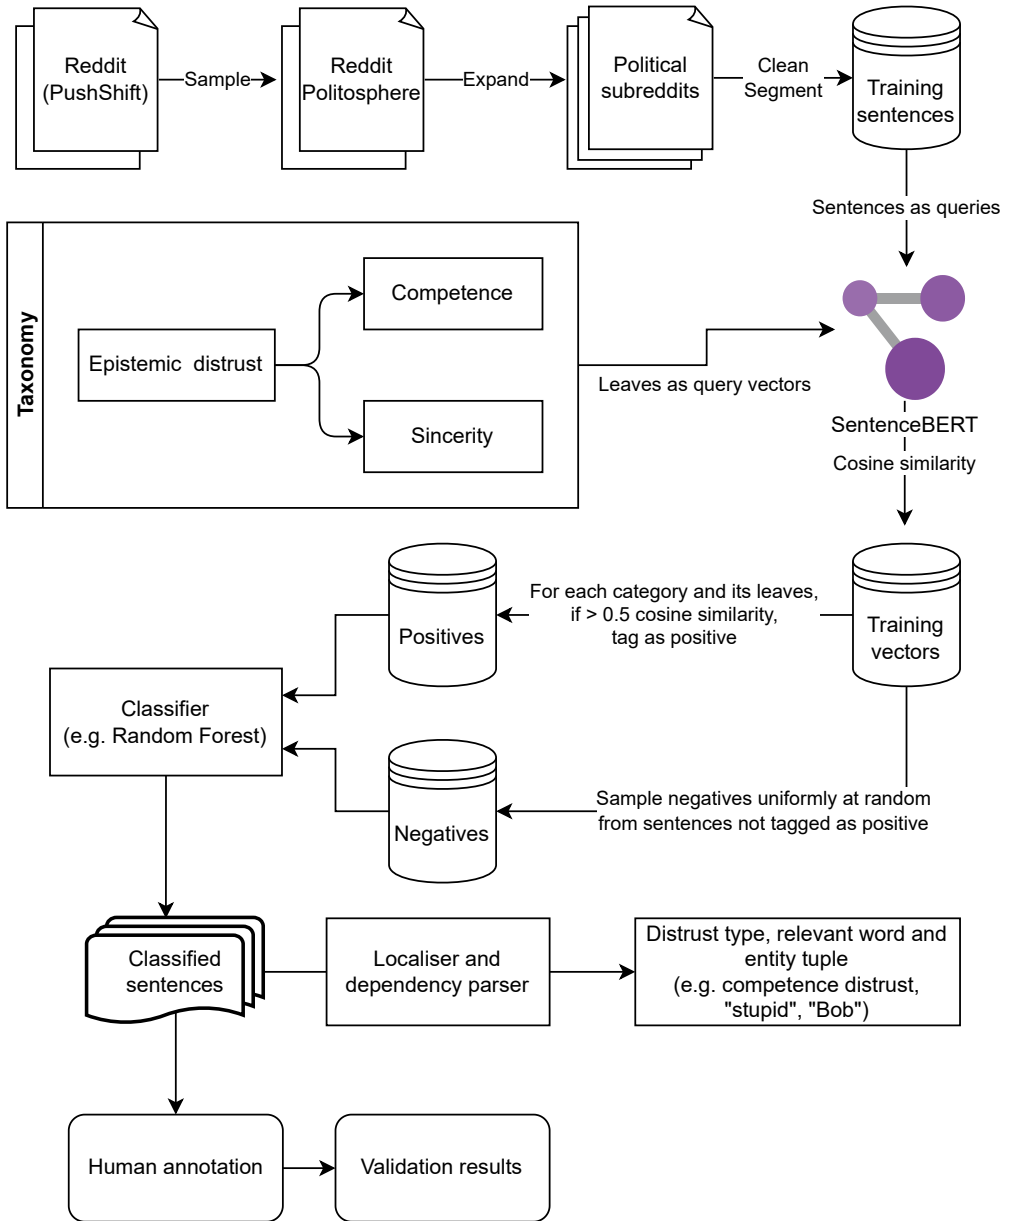 Reddit
(PushShift)
Sample
Reddit
Politosphere
Expand
Political
subreddits
Clean
Segment
Training
sentences
Sentences as queries
Taxonomy
Epistemic distrust
Competence
Sincerity
Leaves as query vectors
SentenceBERT
Cosine similarity
Positives
For each category and its leaves,
if > 0.5 cosine similarity,
tag as positive
Training
vectors
Classifier
(e.g. Random Forest)
Negatives
Sample negatives uniformly at random
from sentences not tagged as positive
Classified
sentences
Localiser and
dependency parser
Distrust type, relevant word and
entity tuple
(e.g. competence distrust,
"stupid", "Bob")
Human annotation
Validation results